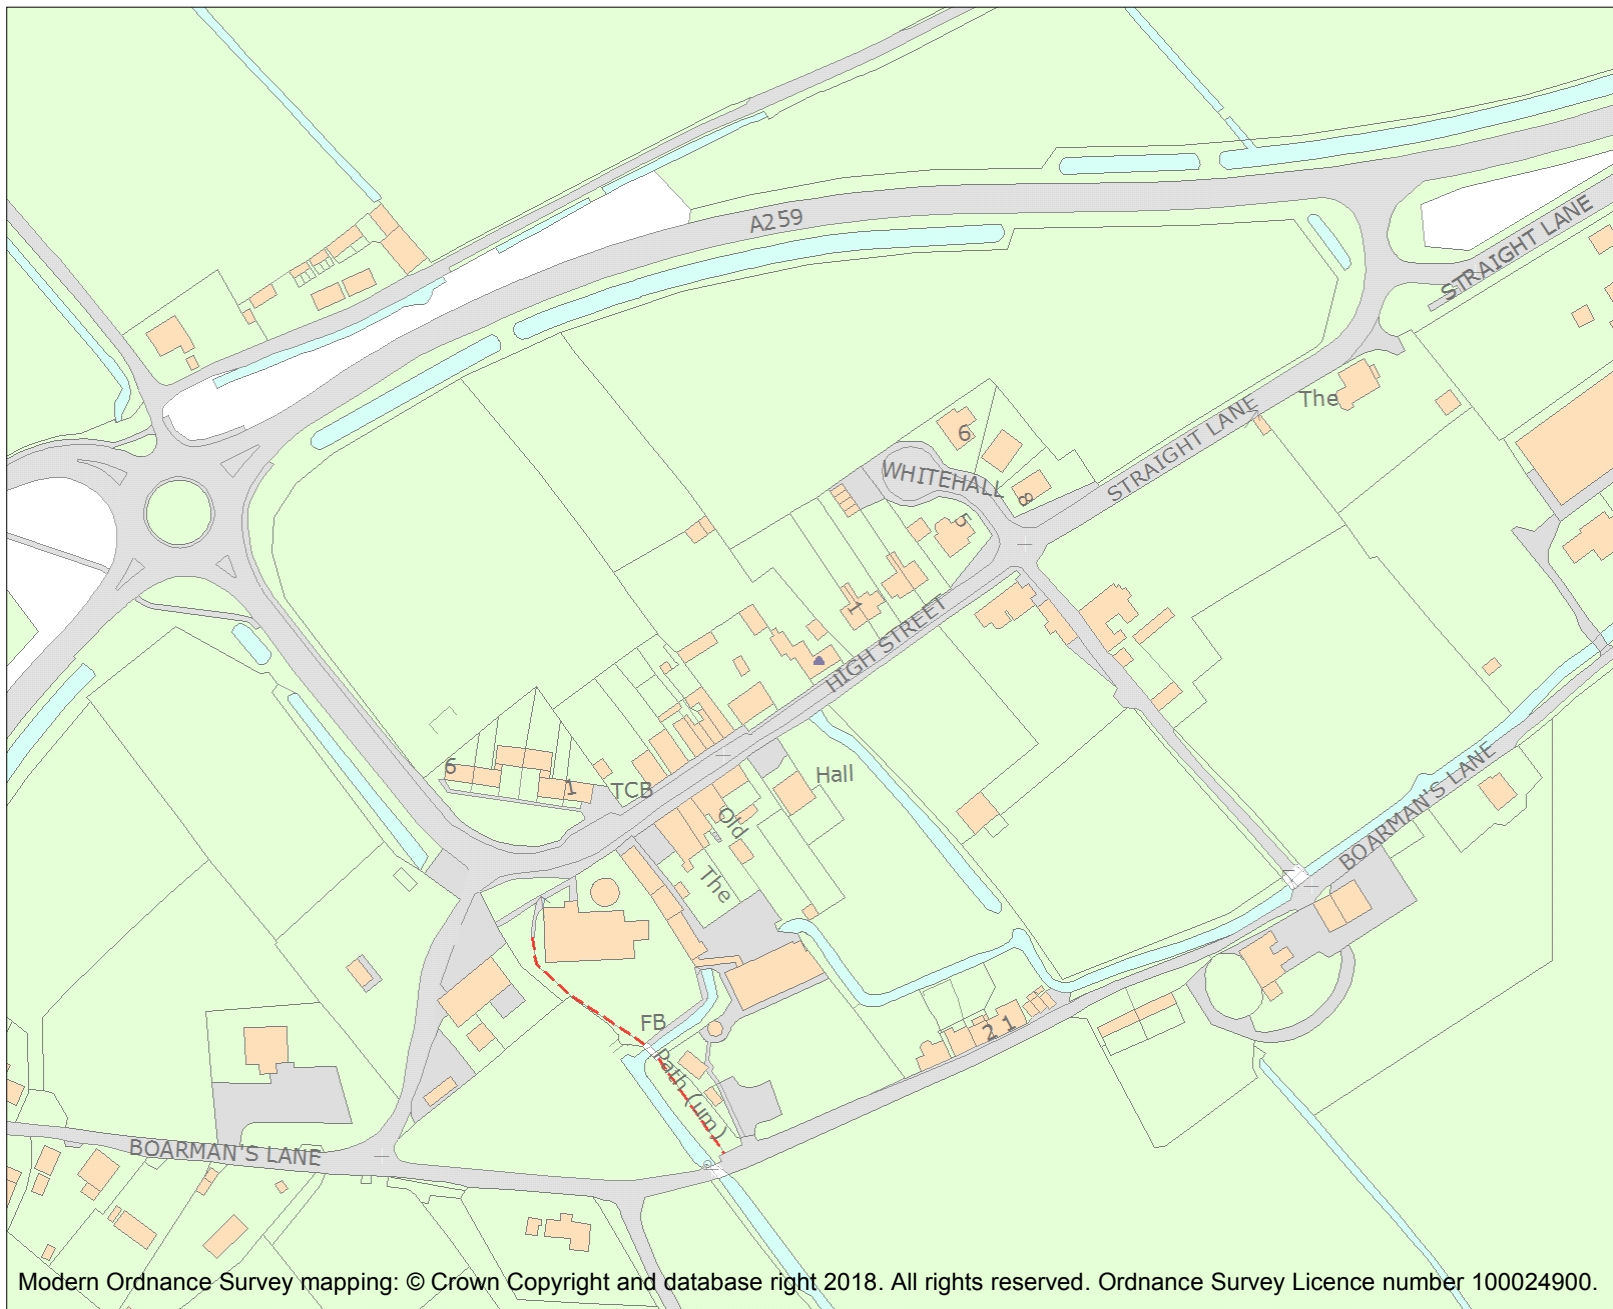 A259
STRAIGHT LANE
The
STRAIGHT LANE
6
WHITEHALL
8
5
1
HIGH STREET
6
1
TCB
Hall
Old
The
BOARMAN'S LANE
FB
2 1
Path (um)
BOARMAN'S LANE
Modern Ordnance Survey mapping: © Crown Copyright and database right 2018. All rights reserved. Ordnance Survey Licence number 100024900.